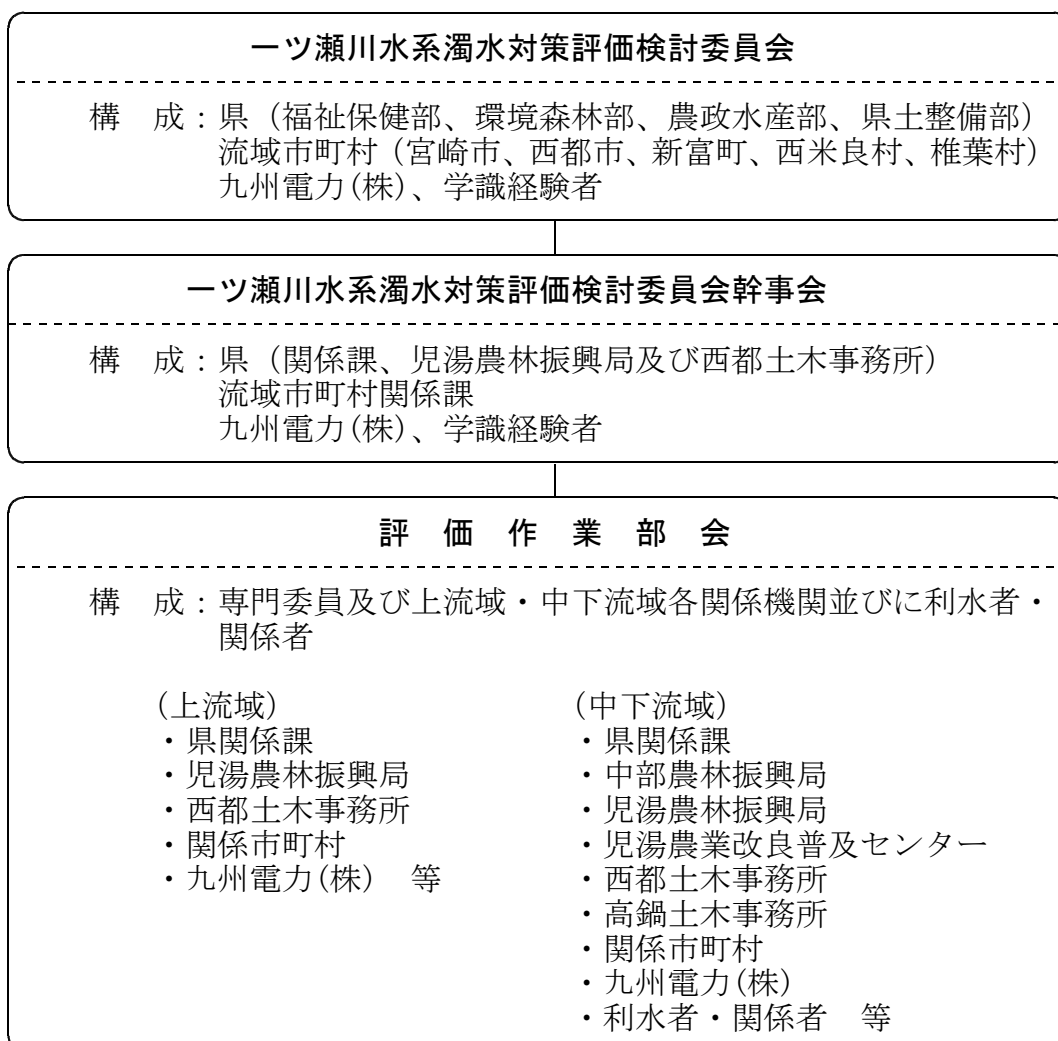 一ツ瀬川水系濁水対策評価検討委員会
構　成：県（福祉保健部、環境森林部、農政水産部、県土整備部）
流域市町村（宮崎市、西都市、新富町、西米良村、椎葉村）
九州電力(株)、学識経験者
一ツ瀬川水系濁水対策評価検討委員会幹事会
構　成：県（関係課、児湯農林振興局及び西都土木事務所）
流域市町村関係課
九州電力(株)、学識経験者
評　価　作　業　部　会
構　成：専門委員及び上流域・中下流域各関係機関並びに利水者・
関係者
(上流域)
・県関係課
・児湯農林振興局
・西都土木事務所
・関係市町村
・九州電力(株)　等
(中下流域)
・県関係課
・中部農林振興局
・児湯農林振興局
・児湯農業改良普及センター
・西都土木事務所
・高鍋土木事務所
・関係市町村
・九州電力(株)
・利水者・関係者　等